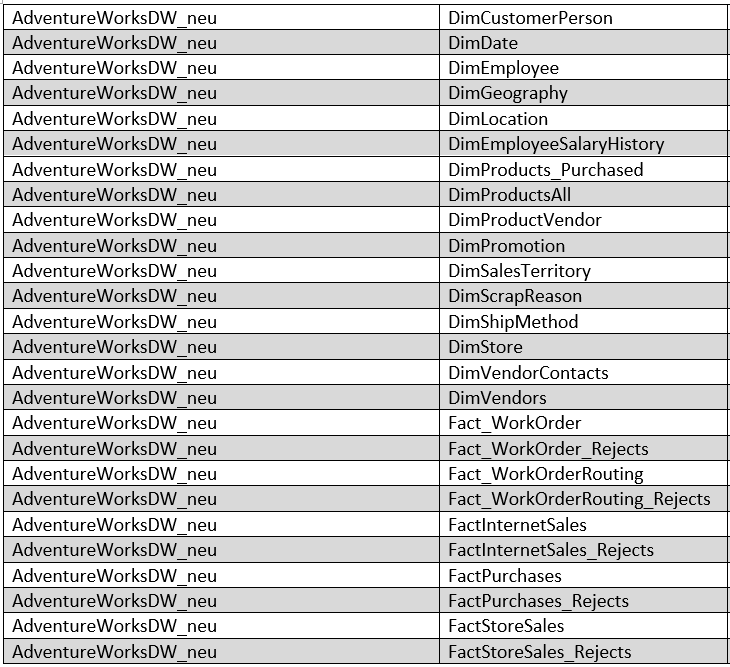 AdventureWorksDW_neu DimCustomerPerson
AdventureWorksDW_neu DimDate
AdventureWorksDW_neu DimEmployee
AdventureWorksDW_neu DimGeography
AdventureWorksDW_neu DimLocation
AdventureWorksDW_neu DimEmployeeSalaryHistory
AdventureWorksDW_neu DimProducts_Purchased
AdventureWorksDW_neu DimProductsAll
AdventureWorksDW_neu DimProductVendor
AdventureWorksDW_neu DimPromotion
AdventureWorksDW_neu DimSalesTerritory
AdventureWorksDW_neu DimScrapReason
AdventureWorksDW_neu DimShipMethod
AdventureWorksDW_neu DimStore
AdventureWorksDW_neu DimVendorContacts
AdventureWorksDW_neu DimVendors
AdventureWorksDW_neu Fact_WorkOrder
AdventureWorksDW_neu Fact_WorkOrder_Rejects
AdventureWorksDW_neu Fact_WorkOrderRouting
AdventureWorksDW_neu Fact_WorkOrderRouting_Rejects
AdventureWorksDW_neu FactInternetSales
AdventureWorksDW_neu FactInternetSales_Rejects
AdventureWorksDW_neu FactPurchases
AdventureWorksDW_neu FactPurchases_Rejects
AdventureWorksDW_neu FactStoreSales
AdventureWorksDW_neu FactStoreSales_Rejects